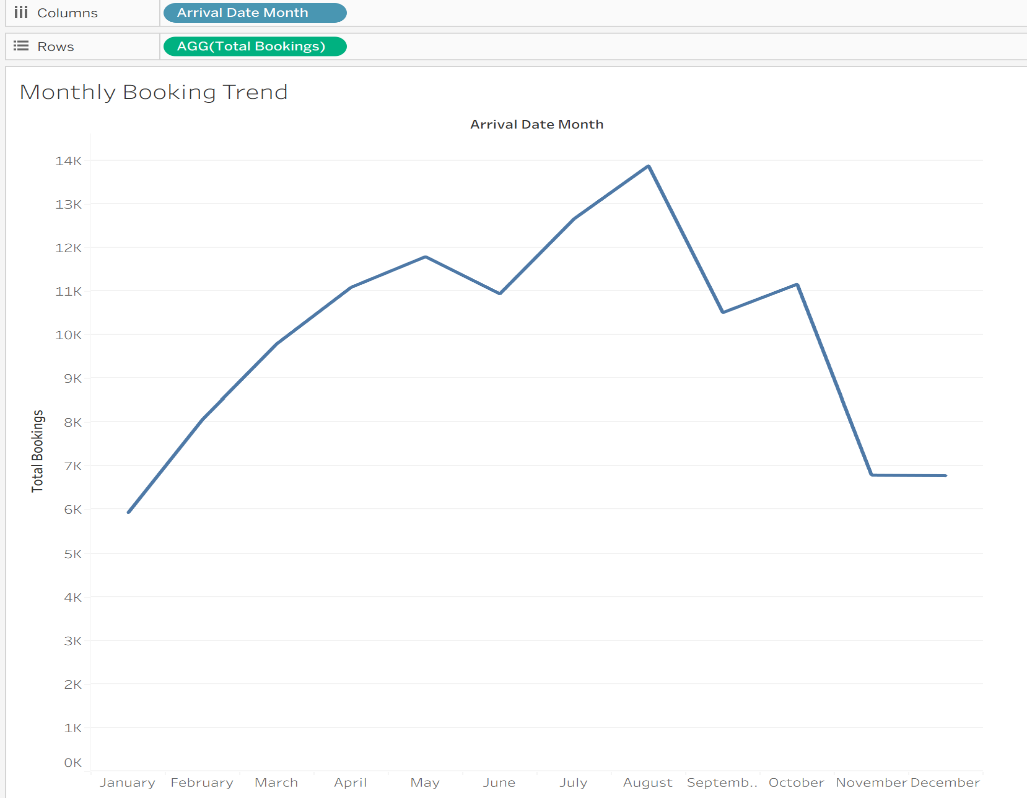 Columns Arrival Date Month
Rows AGG(Total Bookings)
Monthly Booking Trend
Arrival Date Month
14K
13K
12K
11K
10K
9K
8K
7K
6K
5K
4K
3K
2K
1K
0K
Total Bookings
January February March April May June July August Septemb.. October November December